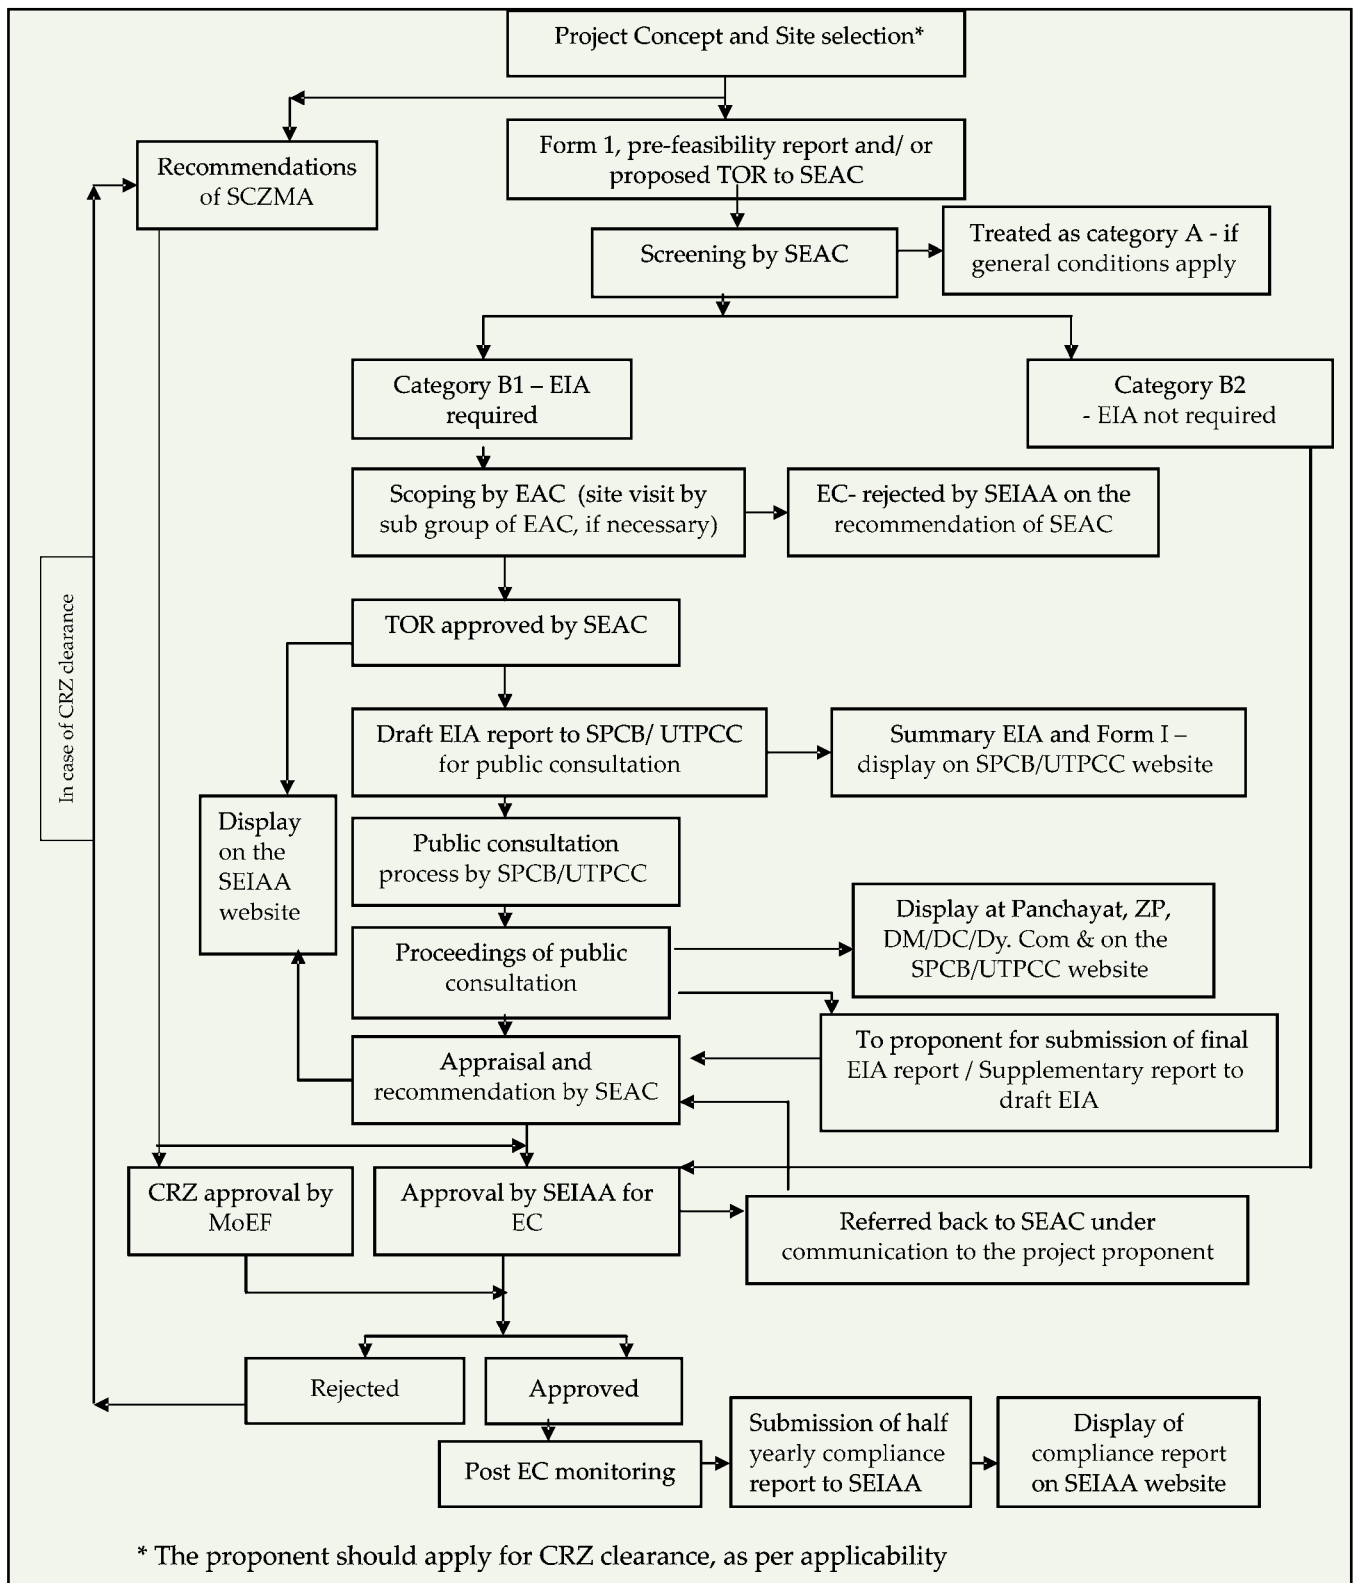 Project Concept and Site selection*
Form 1, pre-feasibility report and/ or
proposed TOR to SEAC
Recommendations
of SCZMA
Screening by SEAC
Treated as category A - if
general conditions apply
Category B1 – EIA
required
Category B2
- EIA not required
Scoping by EAC (site visit by
sub group of EAC, if necessary)
EC- rejected by SEIAA on the
recommendation of SEAC
In case of CRZ clearance
TOR approved by SEAC
Draft EIA report to SPCB/ UTPCC
for public consultation
Summary EIA and Form I –
display on SPCB/UTPCC website
Display
on the
SEIAA
website
Public consultation
process by SPCB/UTPCC
Proceedings of public
consultation
Display at Panchayat, ZP,
DM/DC/Dy. Com & on the
SPCB/UTPCC website
To proponent for submission of final
EIA report / Supplementary report to
draft EIA
Appraisal and
recommendation by SEAC
CRZ approval by
MoEF
Approval by SEIAA for
EC
Referred back to SEAC under
communication to the project proponent
Rejected
Approved
Post EC monitoring
Submission of half
yearly compliance
report to SEIAA
Display of
compliance report
on SEIAA website
* The proponent should apply for CRZ clearance, as per applicability